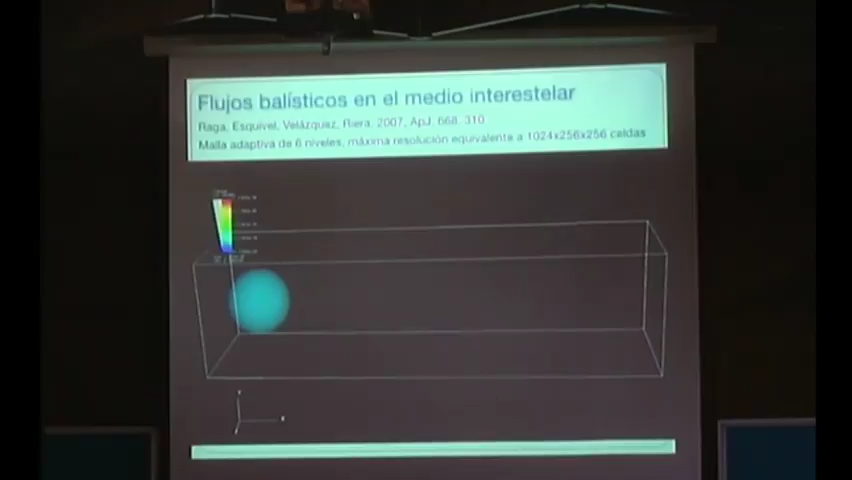 Flujos balísticos en el medio interestelar
Raga, Esquivel, Velázquez, Riera, 2007, ApJ, 668, 310
Malla adaptiva de 6 niveles, máxima resolución equivalente a 1024x256x256 celdas